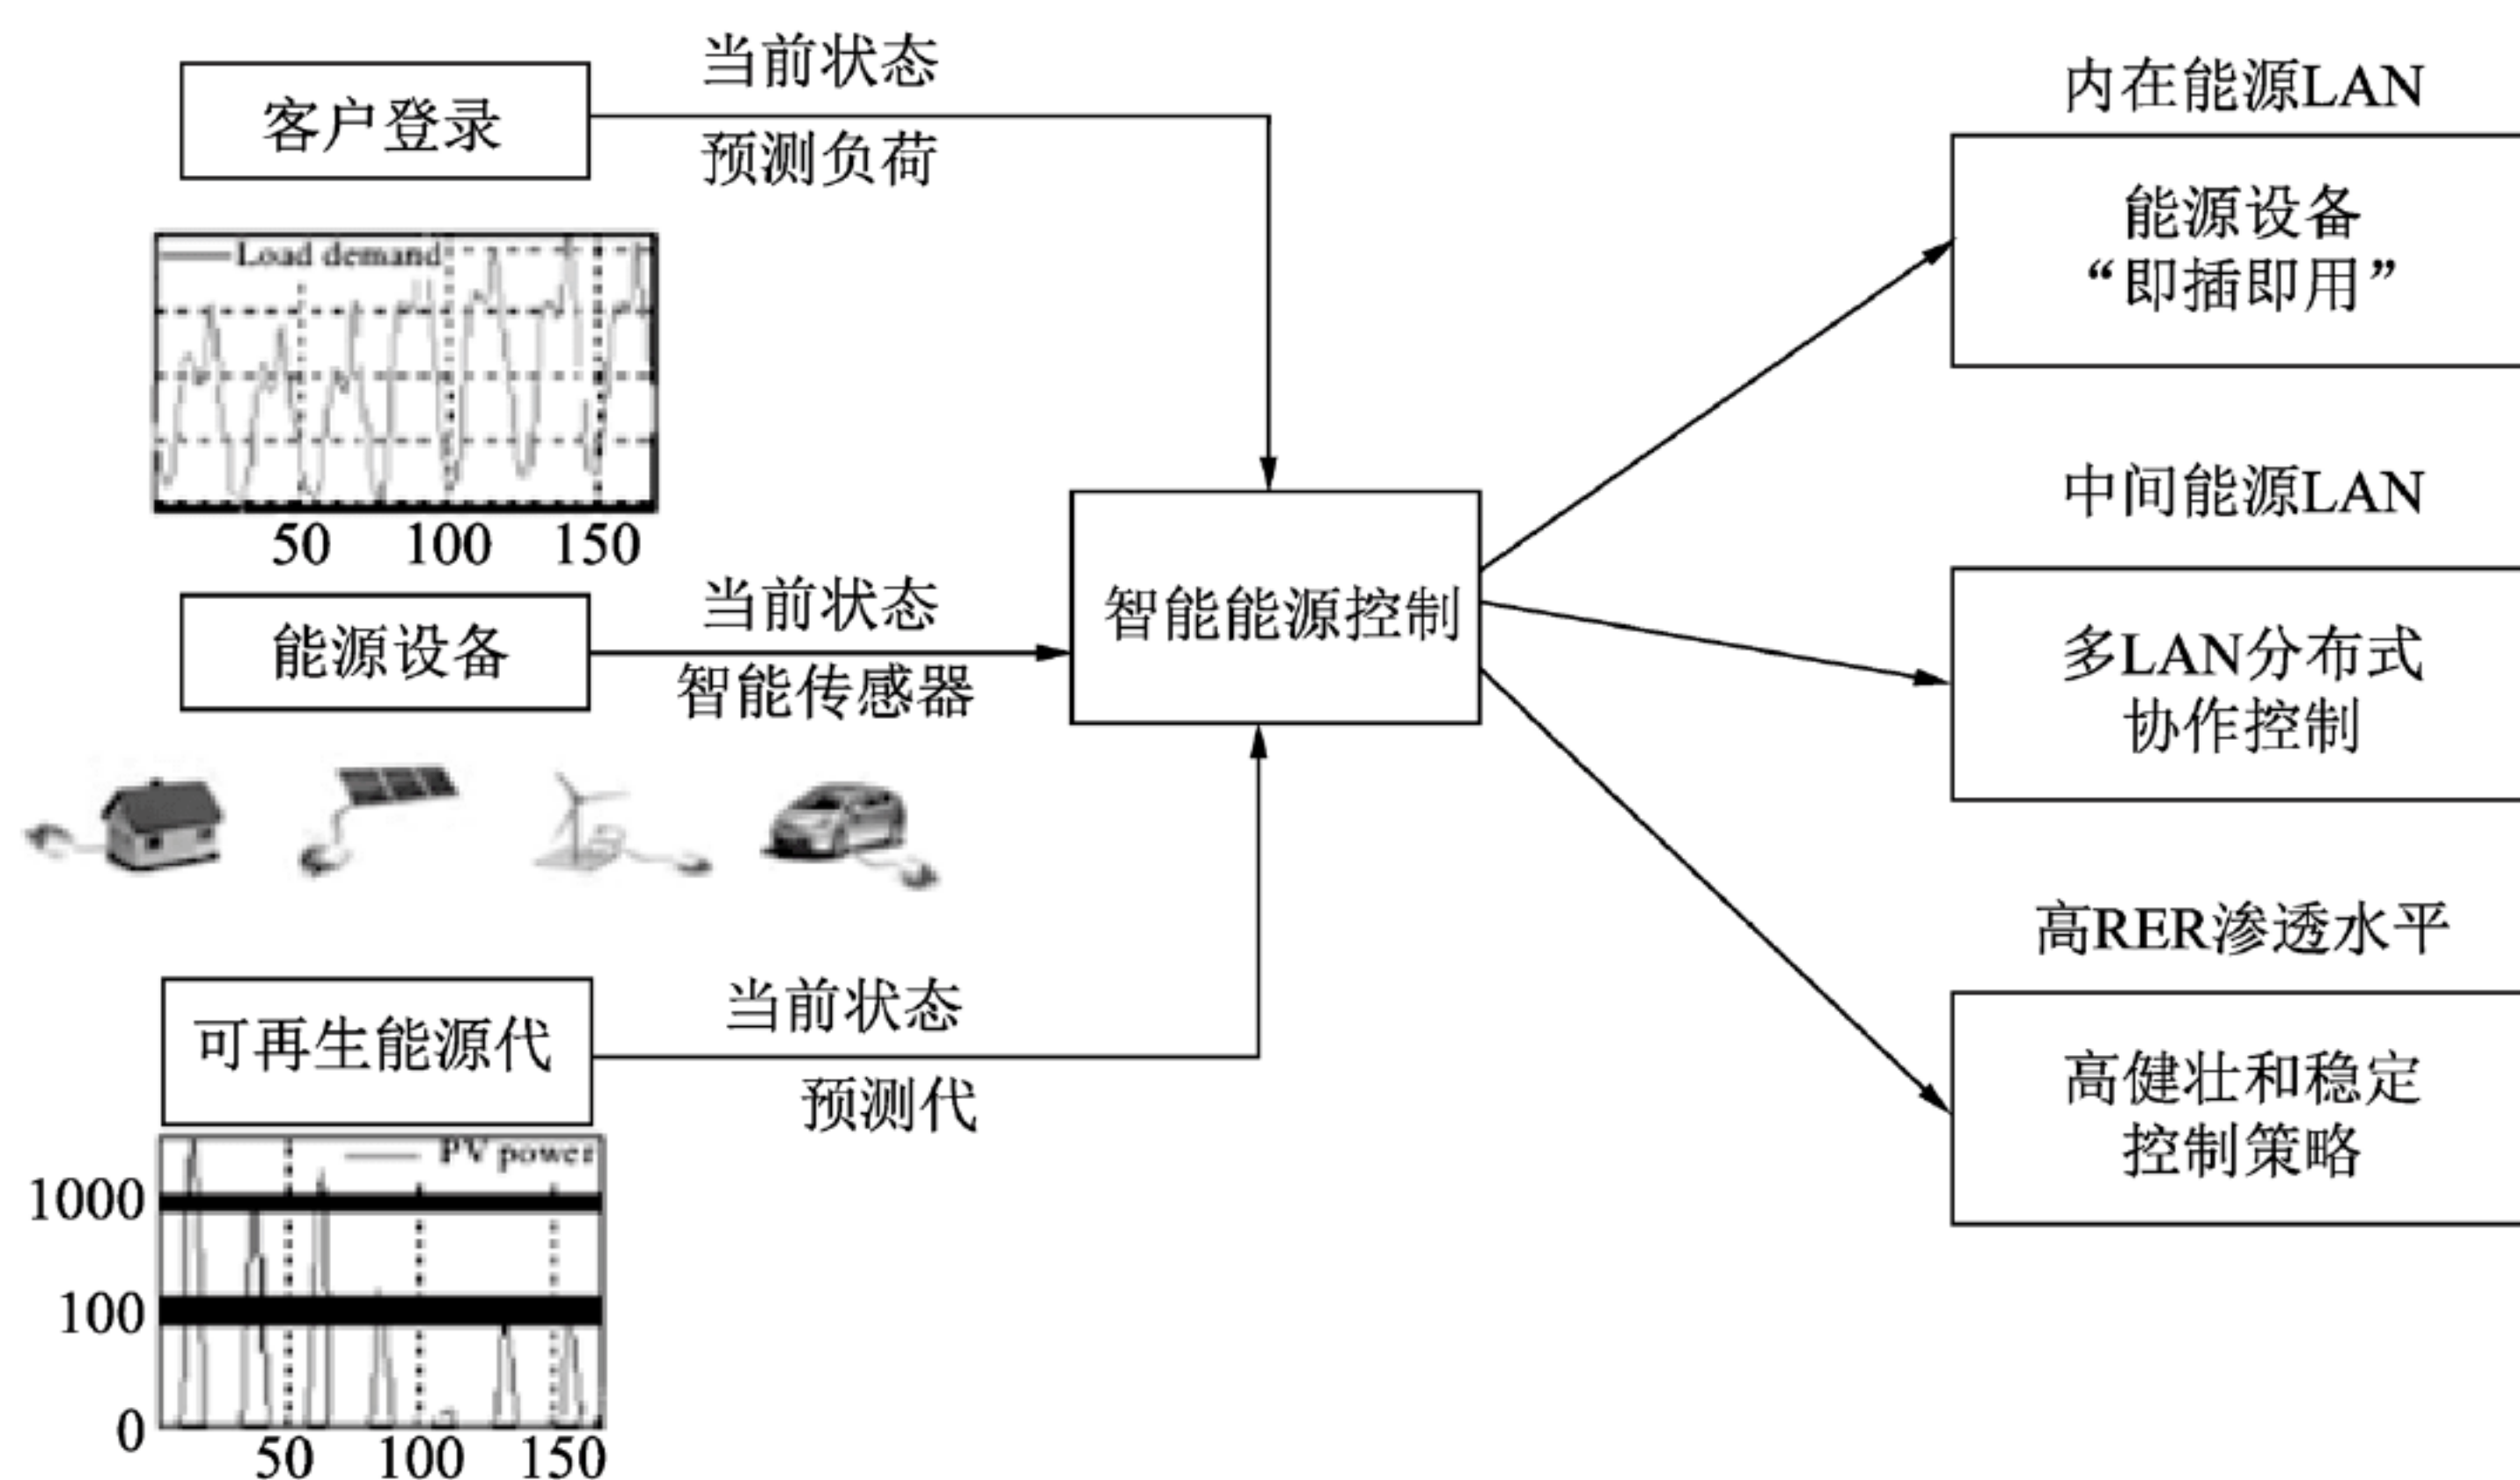 客户登录
当前状态
预测负荷
Load demand
50 100 150
能源设备
当前状态
智能传感器
可再生能源代
当前状态
预测代
PV power
1000
100
0
50 100 150
智能能源控制
内在能源LAN
能源设备
“即插即用”
中间能源LAN
多LAN分布式
协作控制
高RER渗透水平
高健壮和稳定
控制策略